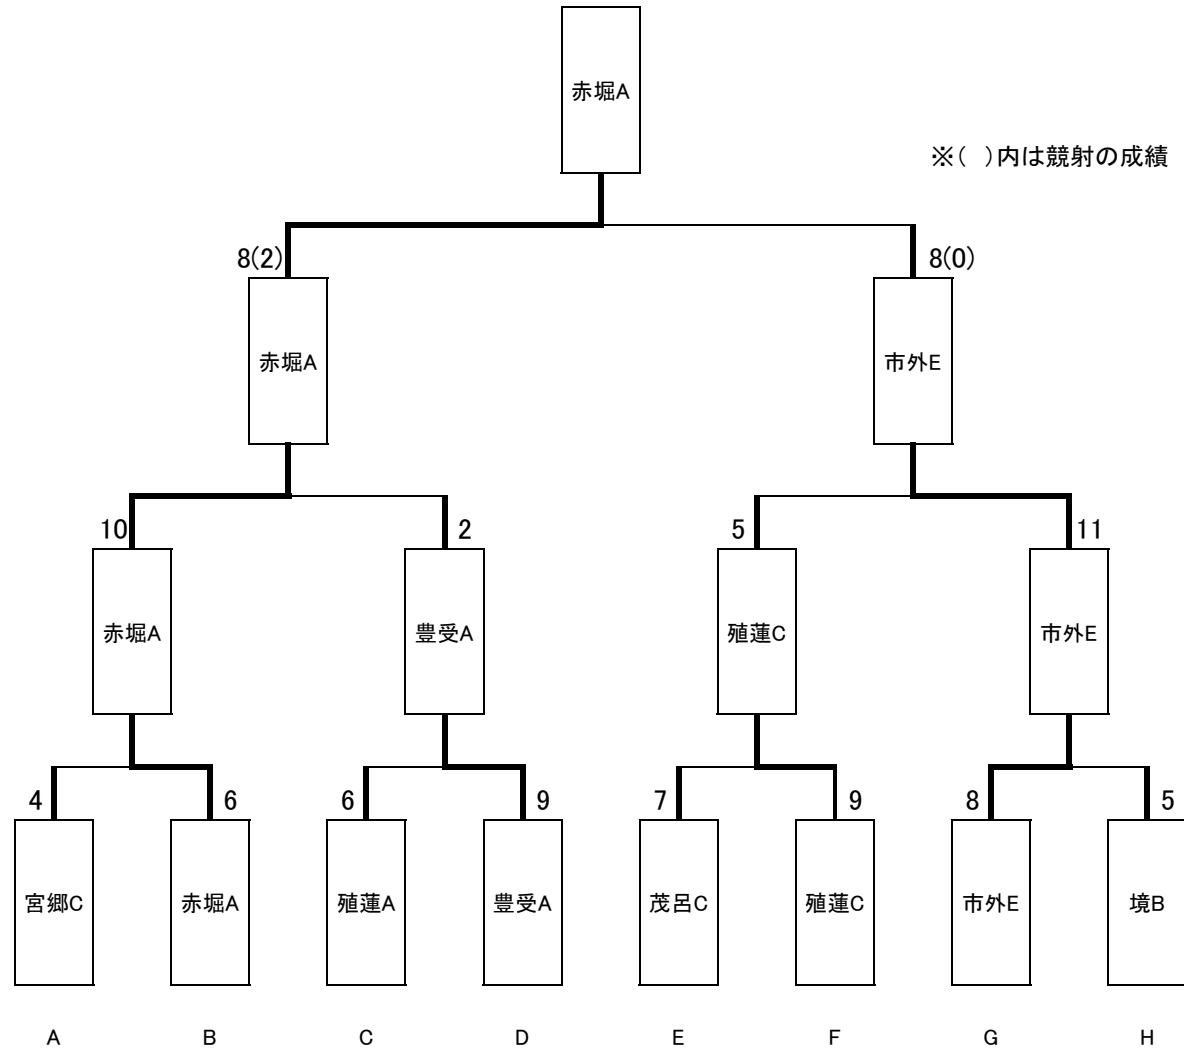 赤堀A
※( )内は競射の成績
8(2)
8(0)
赤堀A
市外E
10
2
5
11
赤堀A
豊受A
殖蓮C
市外E
4
6
6
9
7
9
8
5
宮郷C
赤堀A
殖蓮A
豊受A
茂呂C
殖蓮C
市外E
境B
A
B
C
D
E
F
G
H